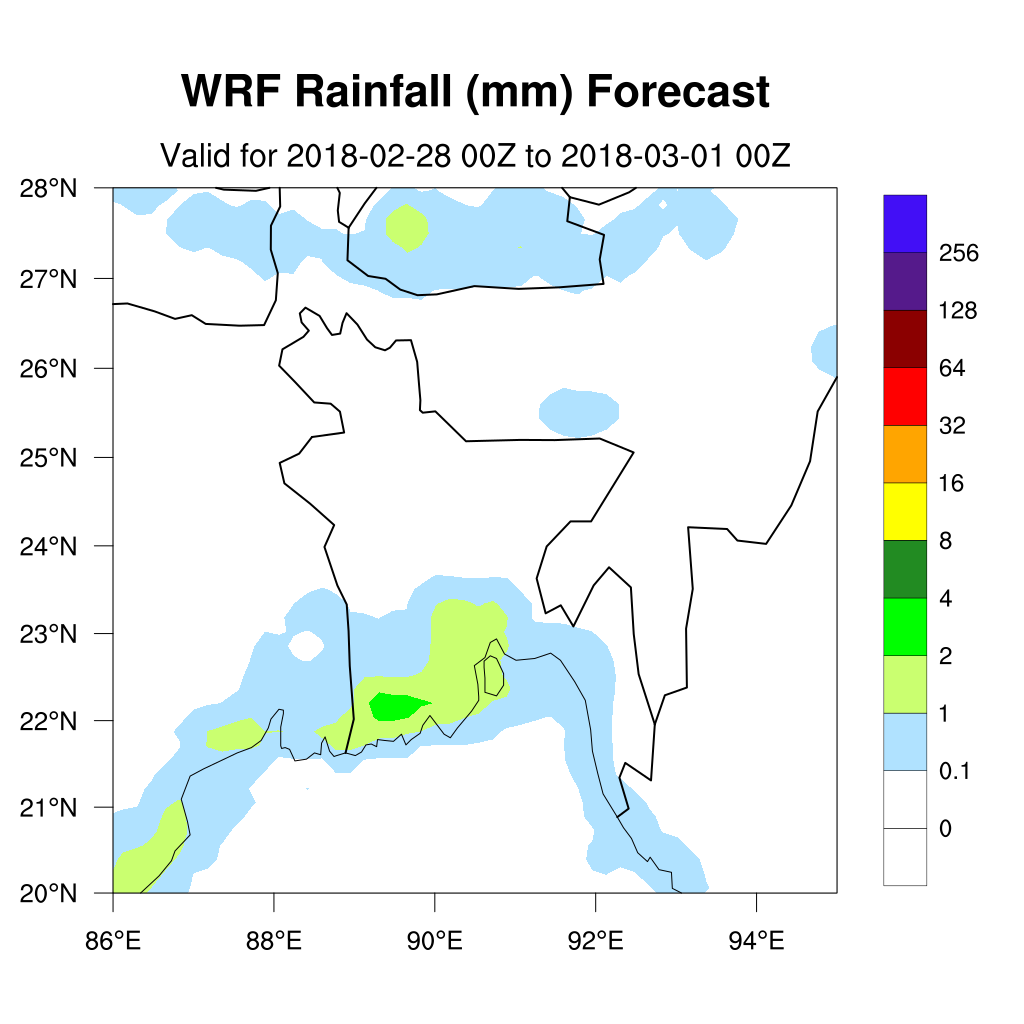 WRF Rainfall (mm) Forecast
Valid for 2018-02-28 00Z to 2018-03-01 00Z
28°N
27°N
26°N
25°N
24°N
23°N
22°N
21°N
20°N
86°E 88°E 90°E 92°E 94°E
256
128
64
32
16
8
4
2
1
0.1
0